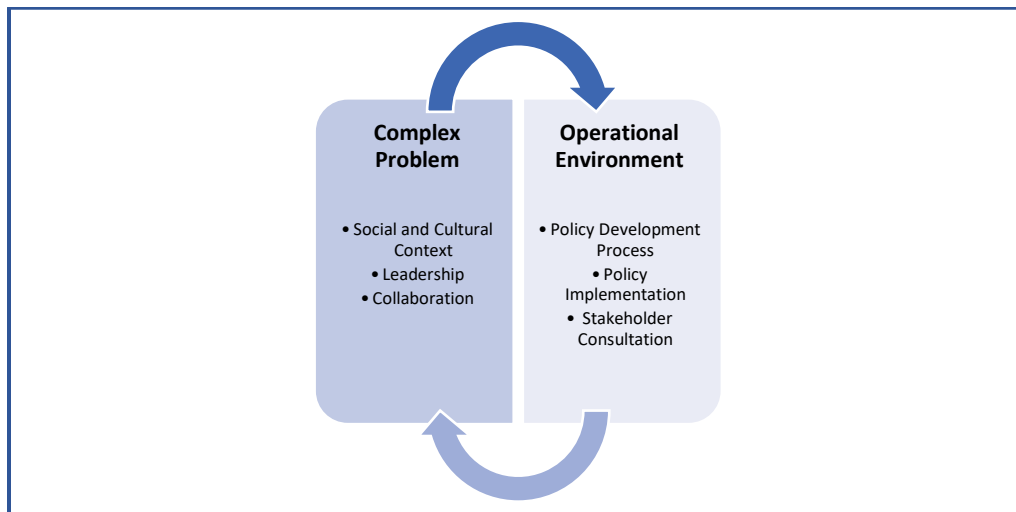 Complex
Problem
• Social and Cultural
Context
• Leadership
• Collaboration
Operational
Environment
• Policy Development
Process
• Policy
Implementation
• Stakeholder
Consultation